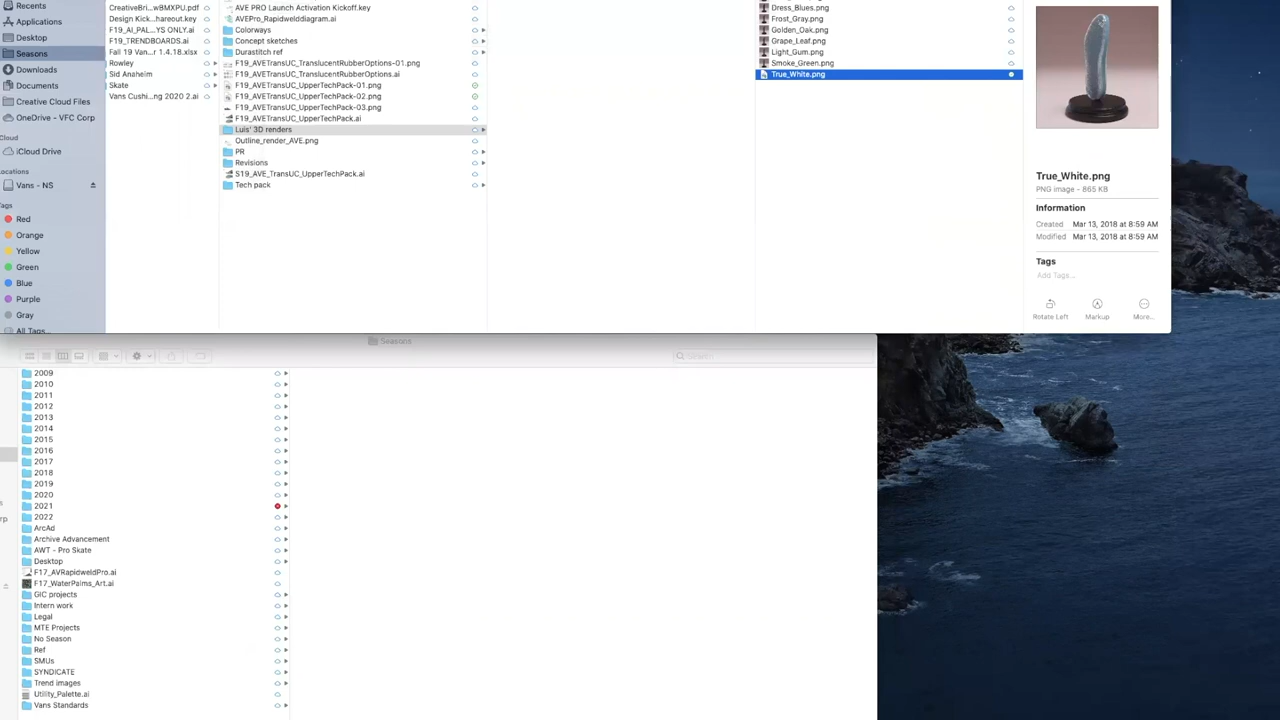 Recents
Applications
Desktop
Seasons
Downloads
Documents
Creative Cloud Files
OneDrive - VFC Corp
Cloud
iCloud Drive
ocations
Vans - NS
ags
Red
Orange
Yellow
Green
Blue
Purple
Gray
All Tags...
CreativeBri...wBMXPU.pdf
Design Kick...hareout.key
F19_AI_PAL...YS ONLY.ai
F19_TRENDBOARDS.ai
Fall 19 Van...r 1.4.18.xlsx
Rowley
Sid Anaheim
Skate
Vans Cushi...ng 2020 2.ai
AVE PRO Launch Activation Kickoff.key
AVEPro_Rapidwelddiagram.ai
Colorways
Concept sketches
Durastitch ref
F19_AVETransUC_TranslucentRubberOptions-01.png
F19_AVETransUC_TranslucentRubberOptions.ai
F19_AVETransUC_UpperTechPack-01.png
F19_AVETransUC_UpperTechPack-02.png
F19_AVETransUC_UpperTechPack-03.png
F19_AVETransUC_UpperTechPack.ai
Luis' 3D renders
Outline_render_AVE.png
PR
Revisions
S19_AVE_TransUC_UpperTechPack.ai
Tech pack
Dress_Blues.png
Frost_Gray.png
Golden_Oak.png
Grape_Leaf.png
Light_Gum.png
Smoke_Green.png
True_White.png
True_White.png
PNG image - 865 KB
Information
Created Mar 13, 2018 at 8:59 AM
Modified Mar 13, 2018 at 8:59 AM
Tags
Add Tags...
Rotate Left
Markup
More...
Seasons
Search
2009
2010
2011
2012
2013
2014
2015
2016
2017
2018
2019
2020
2021
2022
ArcAd
Archive Advancement
AWT - Pro Skate
Desktop
F17_AVRapidweldPro.ai
F17_WaterPalms_Art.ai
GIC projects
Intern work
Legal
MTE Projects
No Season
Ref
SMUs
SYNDICATE
Trend images
Utility_Palette.ai
Vans Standards
rp